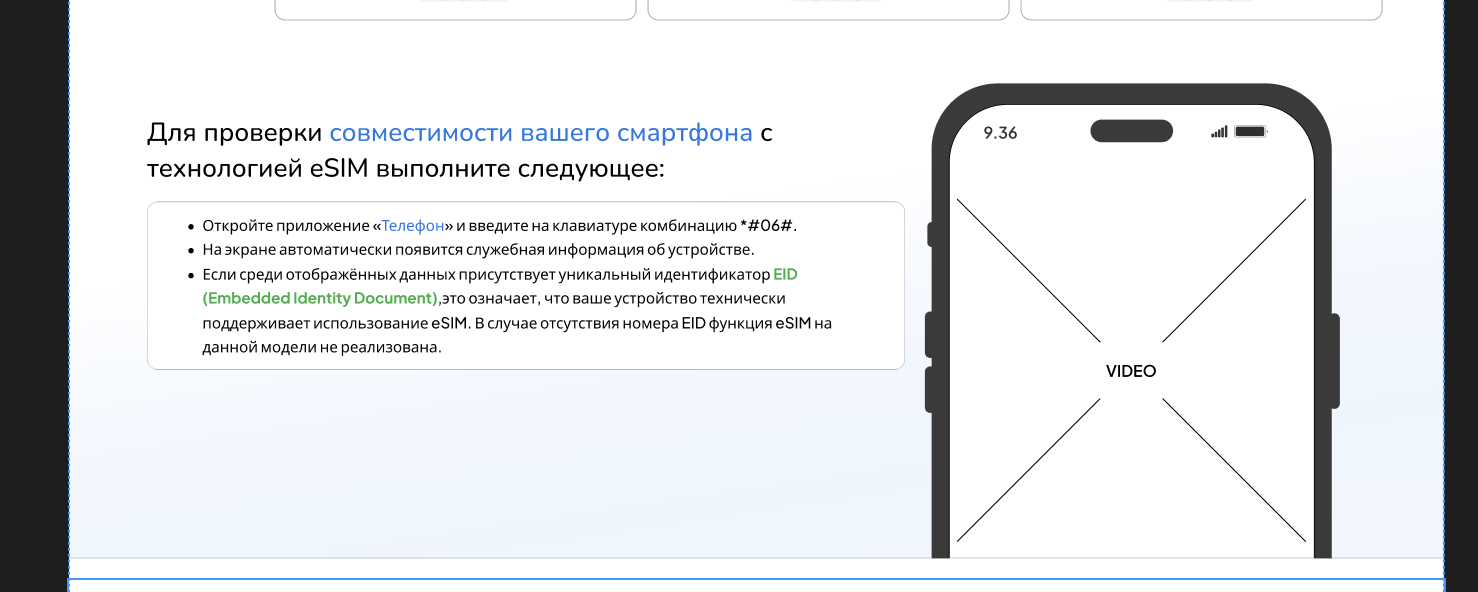 Для проверки совместимости вашего смартфона с
технологией eSIM выполните следующее:
• Откройте приложение «Телефон» и введите на клавиатуре комбинацию *#06#.
• На экране автоматически появится служебная информация об устройстве.
• Если среди отображённых данных присутствует уникальный идентификатор EID
(Embedded Identity Document),это означает, что ваше устройство технически
поддерживает использование eSIM. В случае отсутствия номера EID функция eSIM на
данной модели не реализована.
9.36
VIDEO